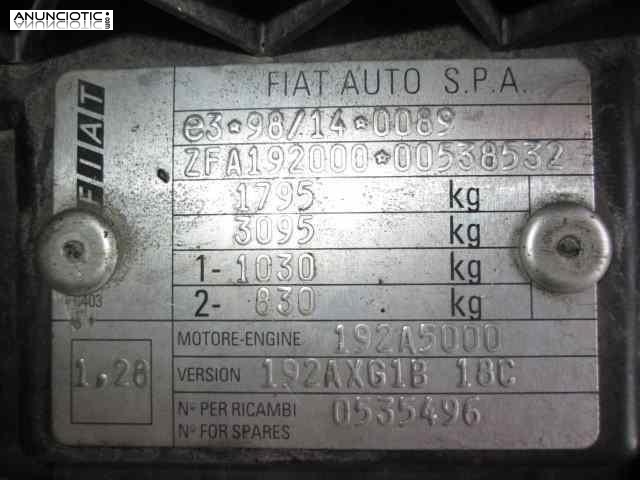 ANUNCIOTIC.es
FIAT
FIAT AUTO S.P.A.
e3*98/14*0089
ZFA192000*00538532
1795 kg
3095 kg
1- 1030 kg
2- 830 kg
MOTORE-ENGINE 192A5000
1,28
VERSION 192AXG1B 18C
Nº PER RICAMBI
Nº FOR SPARES
0535496